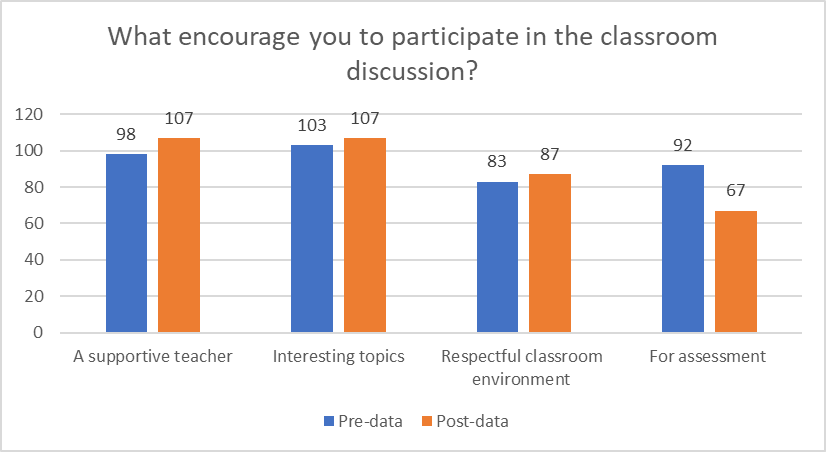 What encourage you to participate in the classroom
discussion?
120
100
80
60
40
20
0
98
107
103
107
83
87
92
67
A supportive teacher
Interesting topics
Respectful classroom
environment
For assessment
Pre-data
Post-data